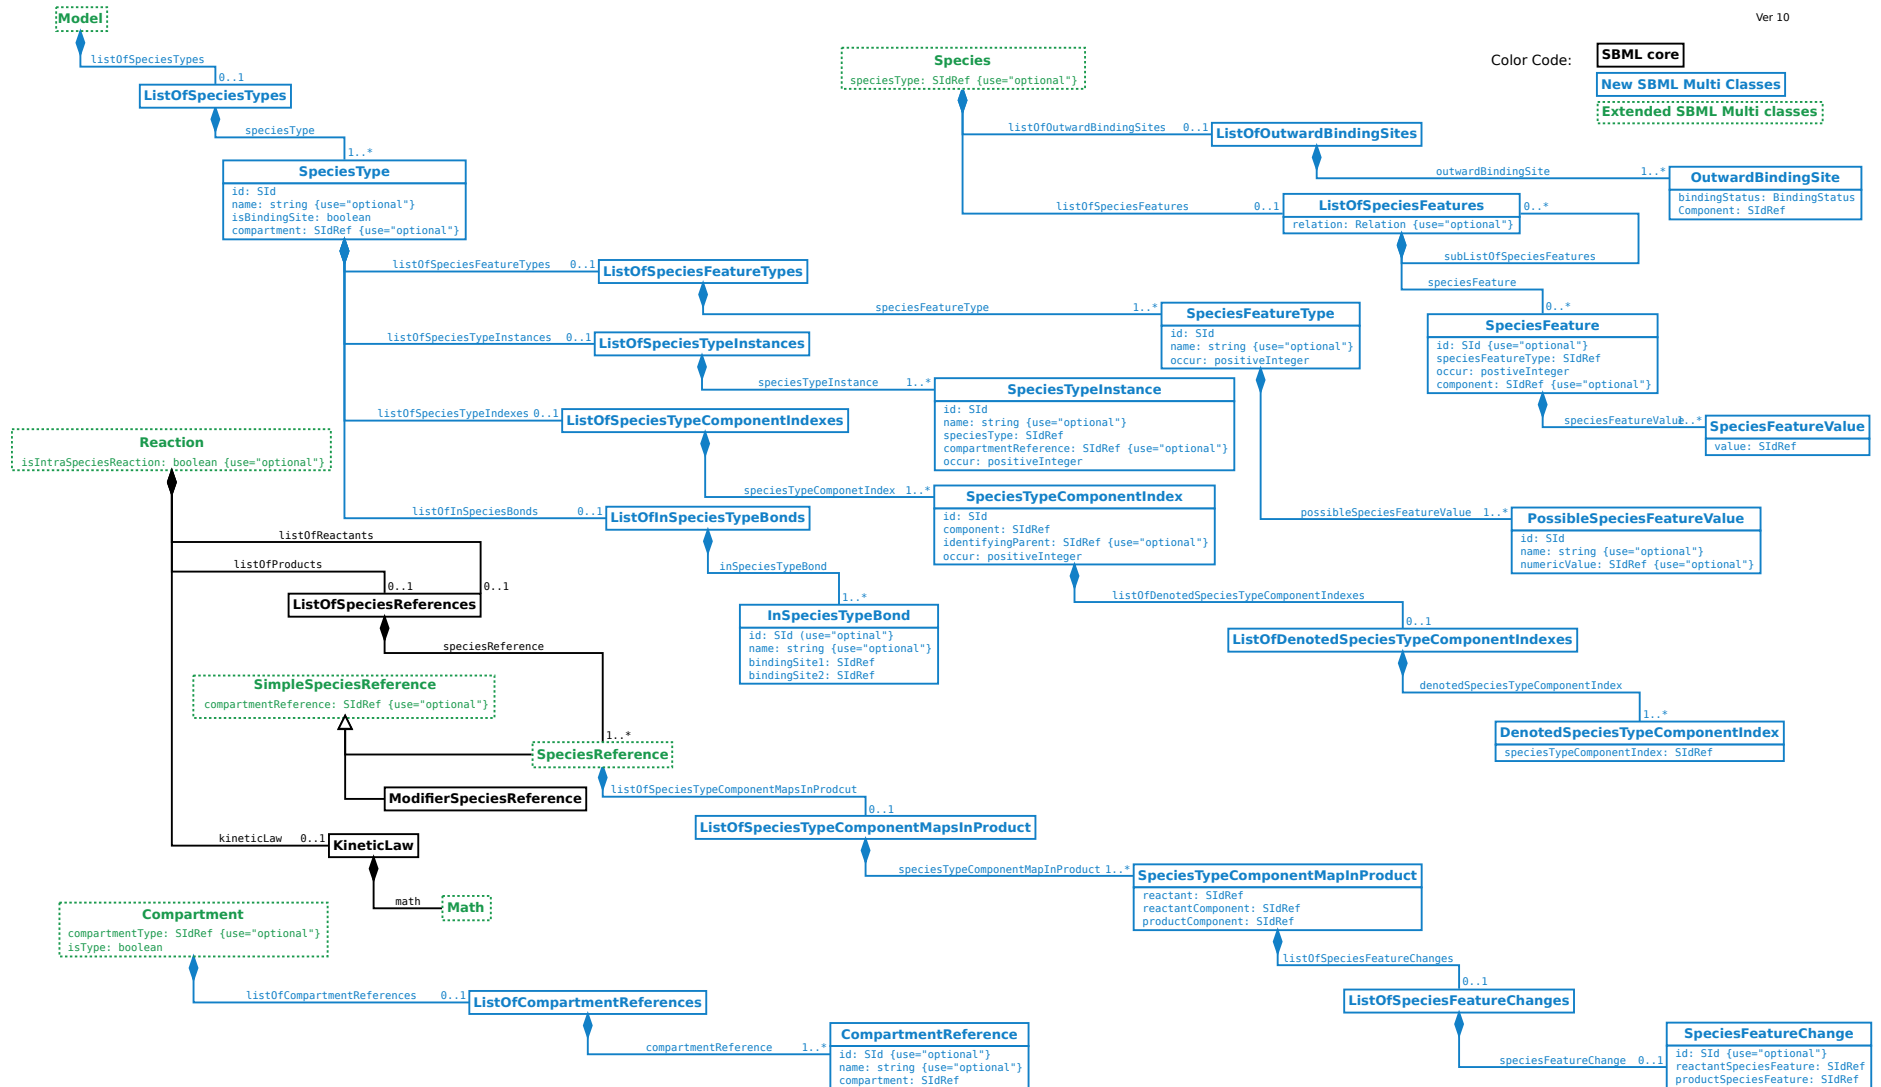 Model
Ver 10
listOfSpeciesTypes
0..1
ListOfSpeciesTypes
speciesType
1..*
SpeciesType
id: SId
name: string {use="optional"}
isBindingSite: boolean
compartment: SIdRef {use="optional"}
Species
speciesType: SIdRef {use="optional"}
Color Code:
SBML core
New SBML Multi Classes
Extended SBML Multi classes
listOfOutwardBindingSites 0..1
ListOfOutwardBindingSites
outwardBindingSite 1..*
OutwardBindingSite
bindingStatus: BindingStatus
Component: SIdRef
listOfSpeciesFeatures 0..1
ListOfSpeciesFeatures
relation: Relation {use="optional"}
0..*
subListOfSpeciesFeatures
speciesFeature
0..*
SpeciesFeature
id: SId {use="optional"}
speciesFeatureType: SIdRef
occur: postiveInteger
component: SIdRef {use="optional"}
speciesFeatureValue 1..*
SpeciesFeatureValue
value: SIdRef
listOfSpeciesFeatureTypes 0..1
ListOfSpeciesFeatureTypes
speciesFeatureType 1..*
SpeciesFeatureType
id: SId
name: string {use="optional"}
occur: positiveInteger
possibleSpeciesFeatureValue 1..*
PossibleSpeciesFeatureValue
id: SId
name: string {use="optional"}
numericValue: SIdRef {use="optional"}
listOfSpeciesTypeInstances 0..1
ListOfSpeciesTypeInstances
speciesTypeInstance 1..*
SpeciesTypeInstance
id: SId
name: string {use="optional"}
speciesType: SIdRef
compartmentReference: SIdRef {use="optional"}
occur: positiveInteger
listOfSpeciesTypeIndexes 0..1
ListOfSpeciesTypeComponentIndexes
speciesTypeComponetIndex 1..*
SpeciesTypeComponentIndex
id: SId
component: SIdRef
identifyingParent: SIdRef {use="optional"}
occur: positiveInteger
listOfDenotedSpeciesTypeComponentIndexes
0..1
ListOfDenotedSpeciesTypeComponentIndexes
denotedSpeciesTypeComponentIndex
1..*
DenotedSpeciesTypeComponentIndex
speciesTypeComponentIndex: SIdRef
listOfInSpeciesBonds 0..1
ListOfInSpeciesTypeBonds
inSpeciesTypeBond
1..*
InSpeciesTypeBond
id: SId (use="optinal"}
name: string {use="optional"}
bindingSite1: SIdRef
bindingSite2: SIdRef
Reaction
isIntraSpeciesReaction: boolean {use="optional"}
listOfReactants
0..1
listOfProducts
0..1
ListOfSpeciesReferences
speciesReference
1..*
SimpleSpeciesReference
compartmentReference: SIdRef {use="optional"}
SpeciesReference
ModifierSpeciesReference
listOfSpeciesTypeComponentMapsInProdcut
0..1
ListOfSpeciesTypeComponentMapsInProduct
speciesTypeComponentMapInProduct 1..*
SpeciesTypeComponentMapInProduct
reactant: SIdRef
reactantComponent: SIdRef
productComponent: SIdRef
listOfSpeciesFeatureChanges
0..1
ListOfSpeciesFeatureChanges
speciesFeatureChange 0..1
SpeciesFeatureChange
id: SId {use="optional"}
reactantSpeciesFeature: SIdRef
productSpeciesFeature: SIdRef
kineticLaw 0..1
KineticLaw
math
Math
Compartment
compartmentType: SIdRef {use="optional"}
isType: boolean
listOfCompartmentReferences 0..1
ListOfCompartmentReferences
compartmentReference 1..*
CompartmentReference
id: SId {use="optional"}
name: string {use="optional"}
compartment: SIdRef